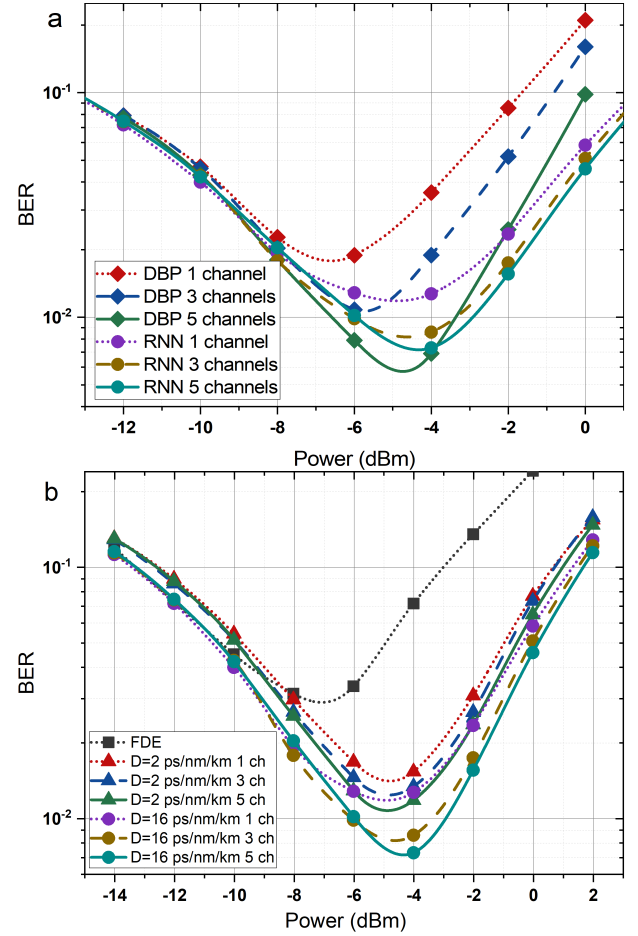 a
10⁻¹
10⁻²
BER
DBP 1 channel
DBP 3 channels
DBP 5 channels
RNN 1 channel
RNN 3 channels
RNN 5 channels
-12 -10 -8 -6 -4 -2 0
Power (dBm)
b
10⁻¹
10⁻²
BER
FDE
D=2 ps/nm/km 1 ch
D=2 ps/nm/km 3 ch
D=2 ps/nm/km 5 ch
D=16 ps/nm/km 1 ch
D=16 ps/nm/km 3 ch
D=16 ps/nm/km 5 ch
-14 -12 -10 -8 -6 -4 -2 0 2
Power (dBm)